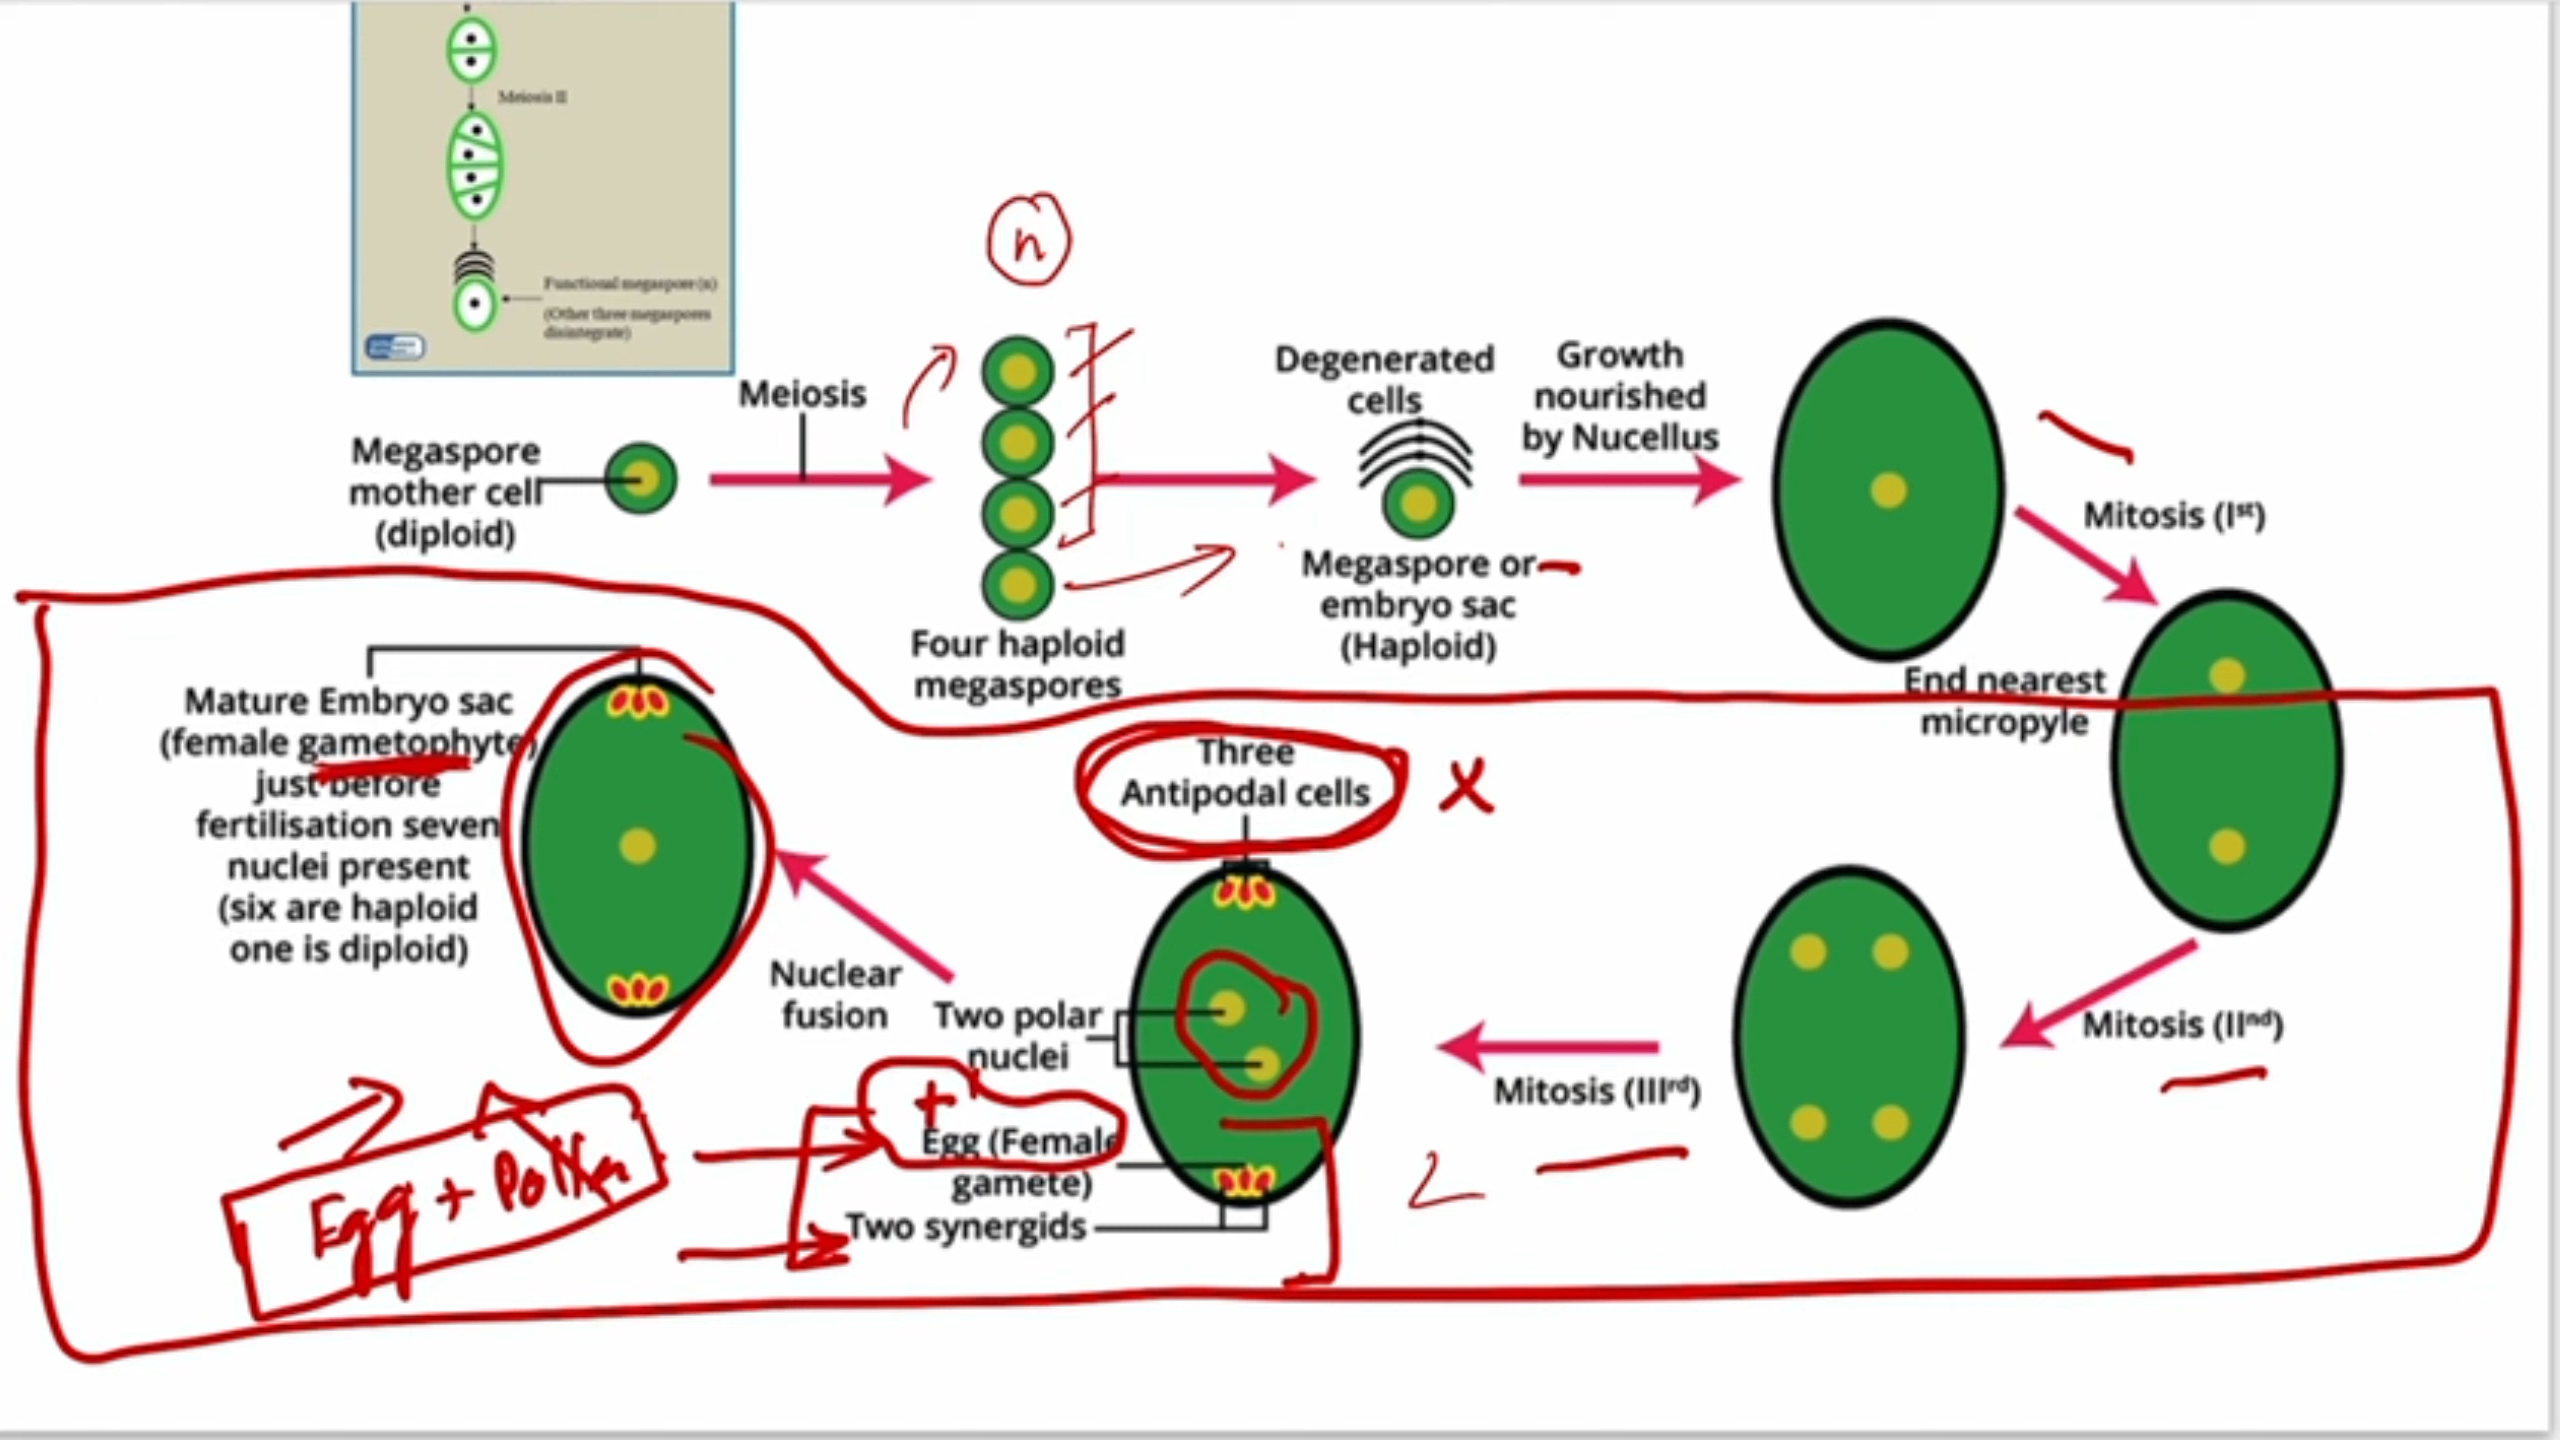 Meiosis II
Functional megaspore (n)
(Other three megaspores
disintegrate)
n
Meiosis
Megaspore
mother cell
(diploid)
Four haploid
megaspores
Degenerated
cells
Megaspore or
embryo sac
(Haploid)
Growth
nourished
by Nucellus
Mitosis (Iˢᵗ)
End nearest
micropyle
Mitosis (IIⁿᵈ)
Mitosis (IIIʳᵈ)
Three
Antipodal cells
X
Two polar
nuclei
+
Egg (Female
gamete)
Two synergids
Nuclear
fusion
Mature Embryo sac
(female gametophyte)
just before
fertilisation seven
nuclei present
(six are haploid
one is diploid)
Egg +